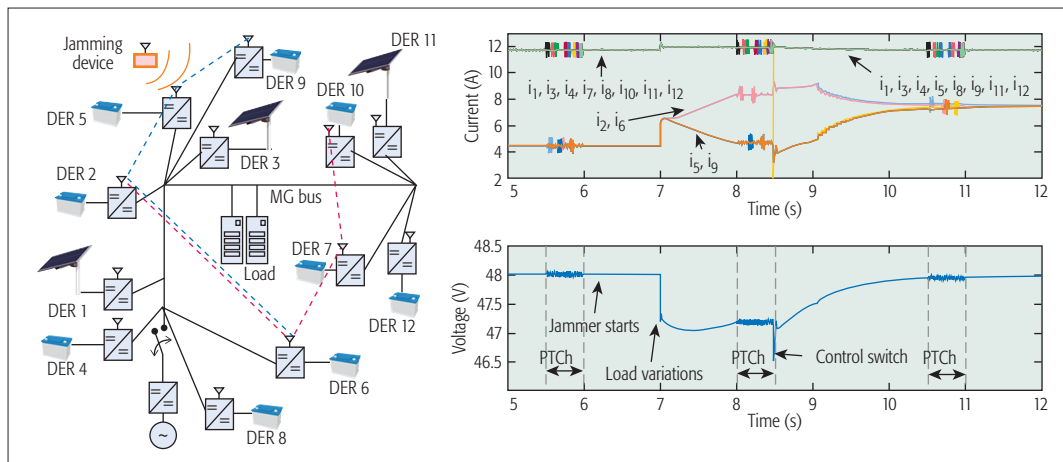 Jamming
device
DER 9
DER 11
DER 10
DER 5
DER 3
DER 2
MG bus
Load
DER 7
DER 1
DER 12
DER 4
DER 6
DER 8
~
Current (A)
12
10
8
6
4
2
i1, i3, i4, i7, i8, i10, i11, i12
i1, i3, i4, i5, i8, i9, i11, i12
i2, i6
i5, i9
5 6 7 8 9 10 11 12
Time (s)
Voltage (V)
48.5
48
47.5
47
46.5
Jammer starts
PTCh
Load variations
PTCh
Control switch
PTCh
5 6 7 8 9 10 11 12
Time (s)